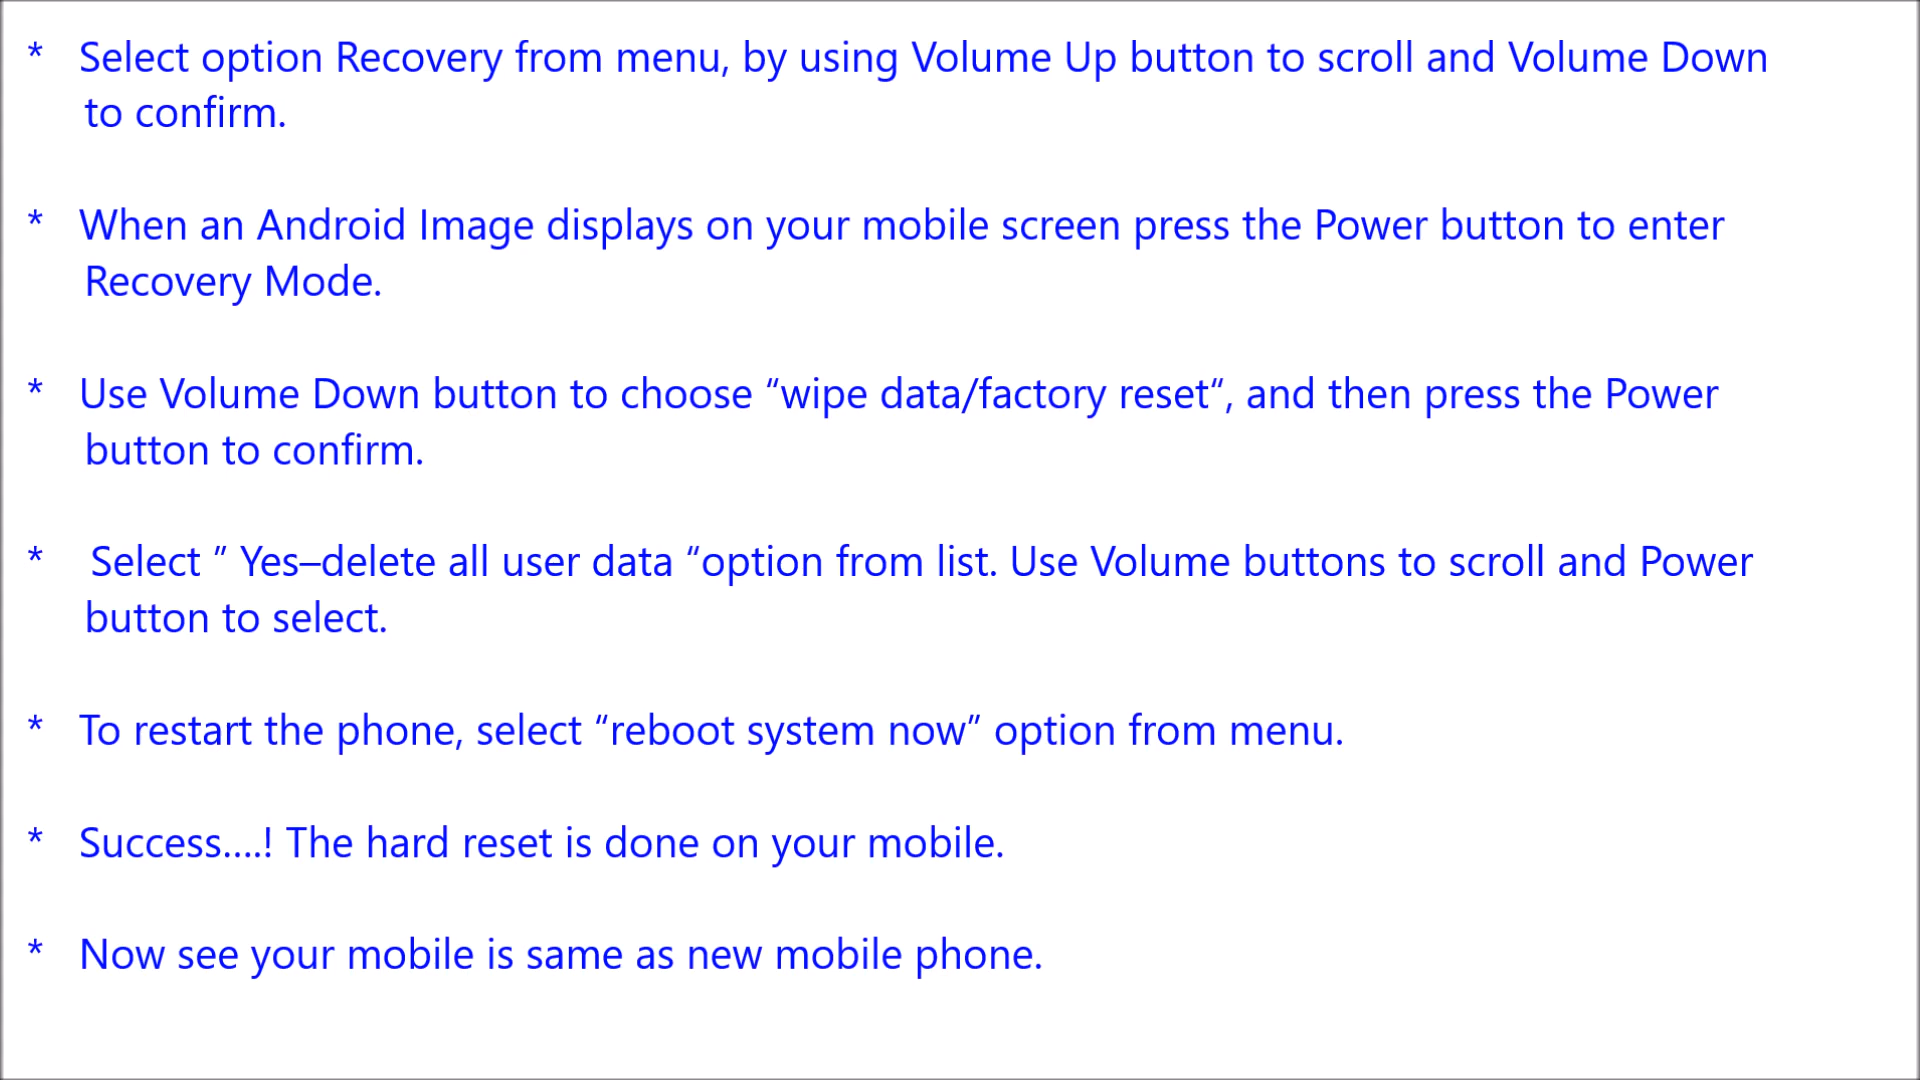 * Select option Recovery from menu, by using Volume Up button to scroll and Volume Down
to confirm.
* When an Android Image displays on your mobile screen press the Power button to enter
Recovery Mode.
* Use Volume Down button to choose “wipe data/factory reset“, and then press the Power
button to confirm.
* Select ” Yes–delete all user data “option from list. Use Volume buttons to scroll and Power
button to select.
* To restart the phone, select “reboot system now” option from menu.
* Success....! The hard reset is done on your mobile.
* Now see your mobile is same as new mobile phone.